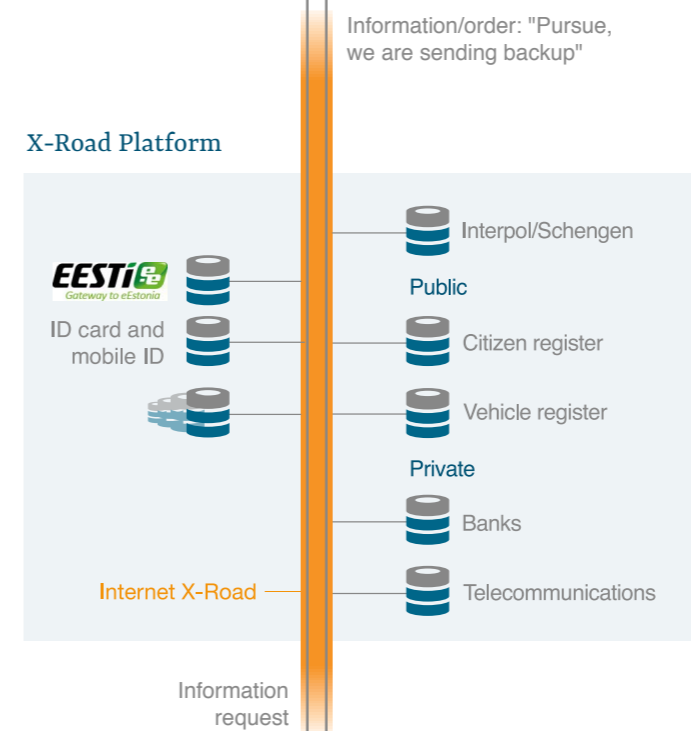 Information/order: "Pursue,
we are sending backup"
X-Road Platform
Interpol/Schengen
EESTi
Gateway to eEstonia
Public
ID card and
mobile ID
Citizen register
Vehicle register
Private
Banks
Internet X-Road
Telecommunications
Information
request